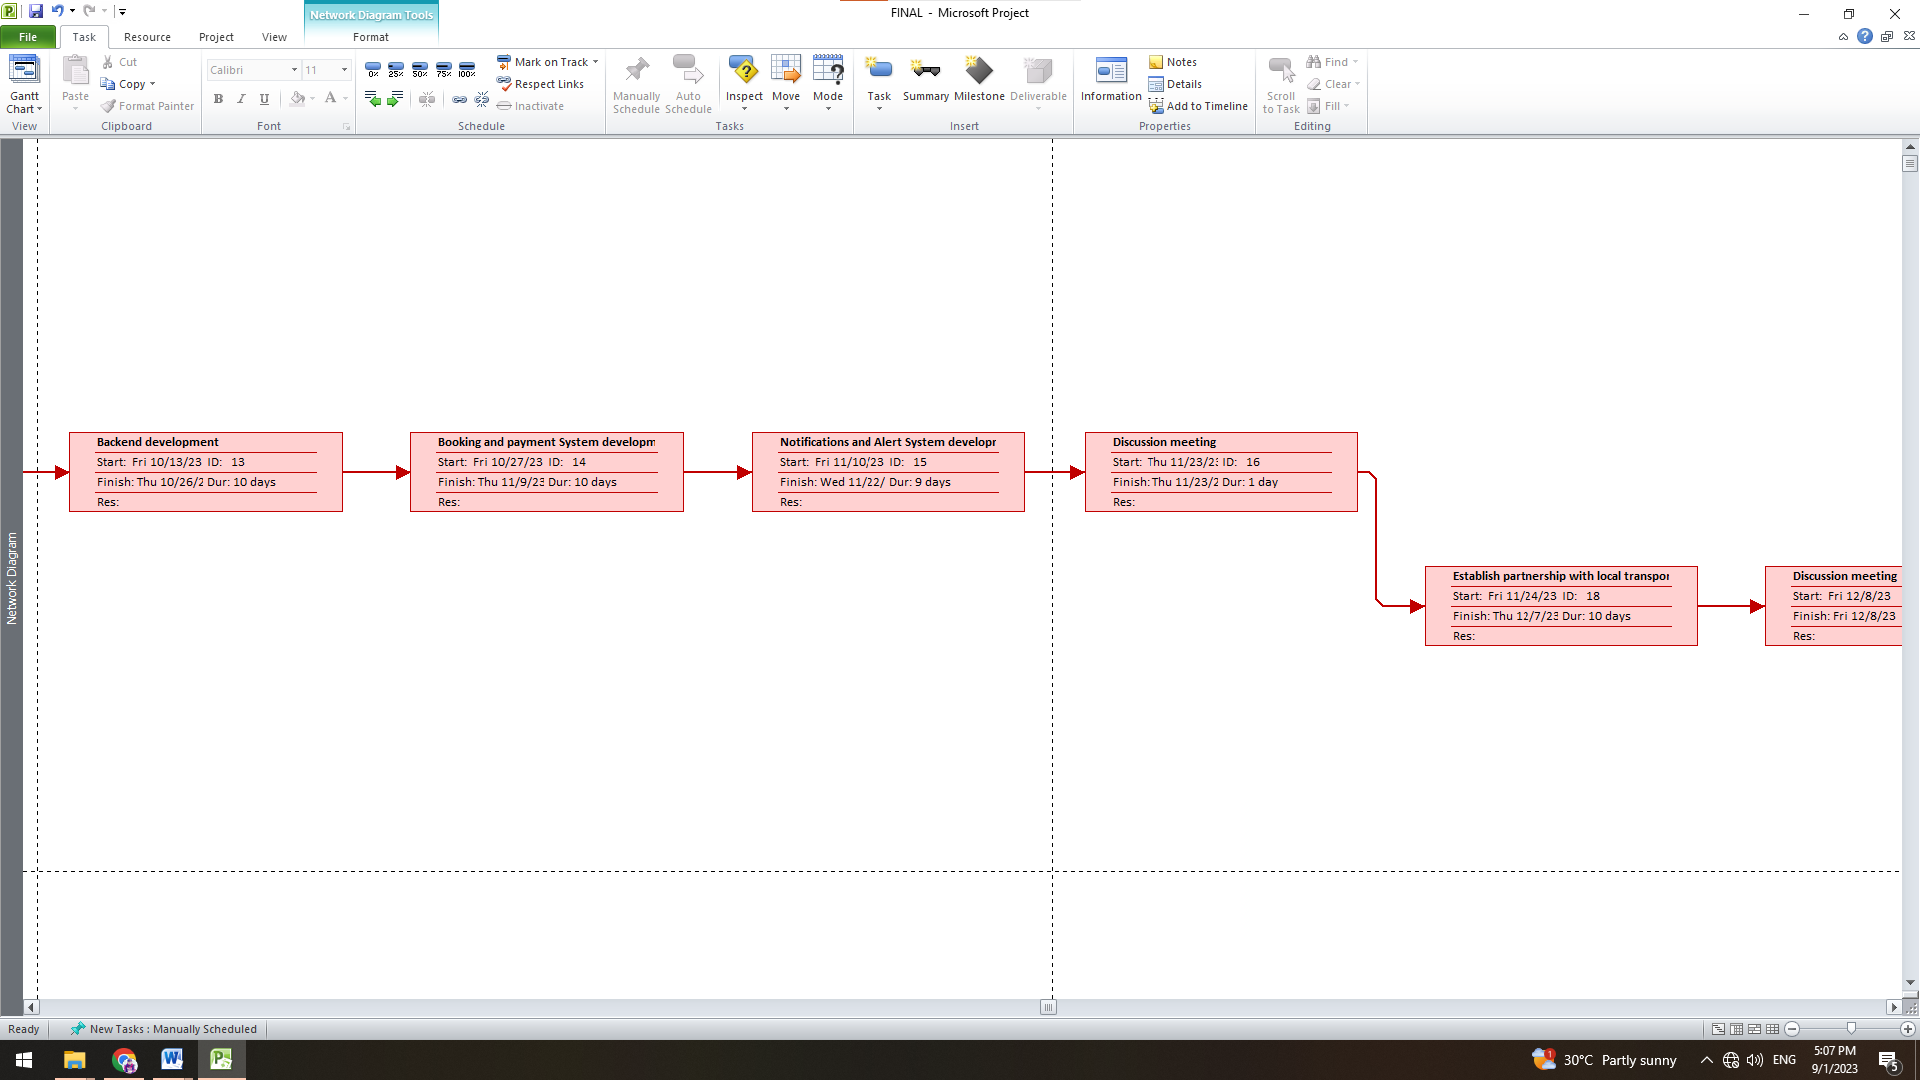 Network Diagram Tools
FINAL - Microsoft Project
File Task Resource Project View Format
Gantt Chart
View
Paste
Cut
Copy
Format Painter
Clipboard
Calibri 11
B I U A
Font
0% 25% 50% 75% 100%
Mark on Track
Respect Links
Inactivate
Schedule
Manually Schedule
Auto Schedule
Inspect
Move
Mode
Tasks
Task
Summary
Milestone
Deliverable
Insert
Information
Notes
Details
Add to Timeline
Properties
Scroll to Task
Find
Clear
Fill
Editing
Network Diagram
Backend development
Start: Fri 10/13/23 ID: 13
Finish: Thu 10/26/2 Dur: 10 days
Res:
Booking and payment System developm
Start: Fri 10/27/23 ID: 14
Finish: Thu 11/9/23 Dur: 10 days
Res:
Notifications and Alert System developr
Start: Fri 11/10/23 ID: 15
Finish: Wed 11/22/ Dur: 9 days
Res:
Discussion meeting
Start: Thu 11/23/23 ID: 16
Finish: Thu 11/23/2 Dur: 1 day
Res:
Establish partnership with local transpor
Start: Fri 11/24/23 ID: 18
Finish: Thu 12/7/23 Dur: 10 days
Res:
Discussion meeting
Start: Fri 12/8/23
Finish: Fri 12/8/23
Res:
Ready
New Tasks : Manually Scheduled
30°C Partly sunny
ENG
5:07 PM
9/1/2023
5